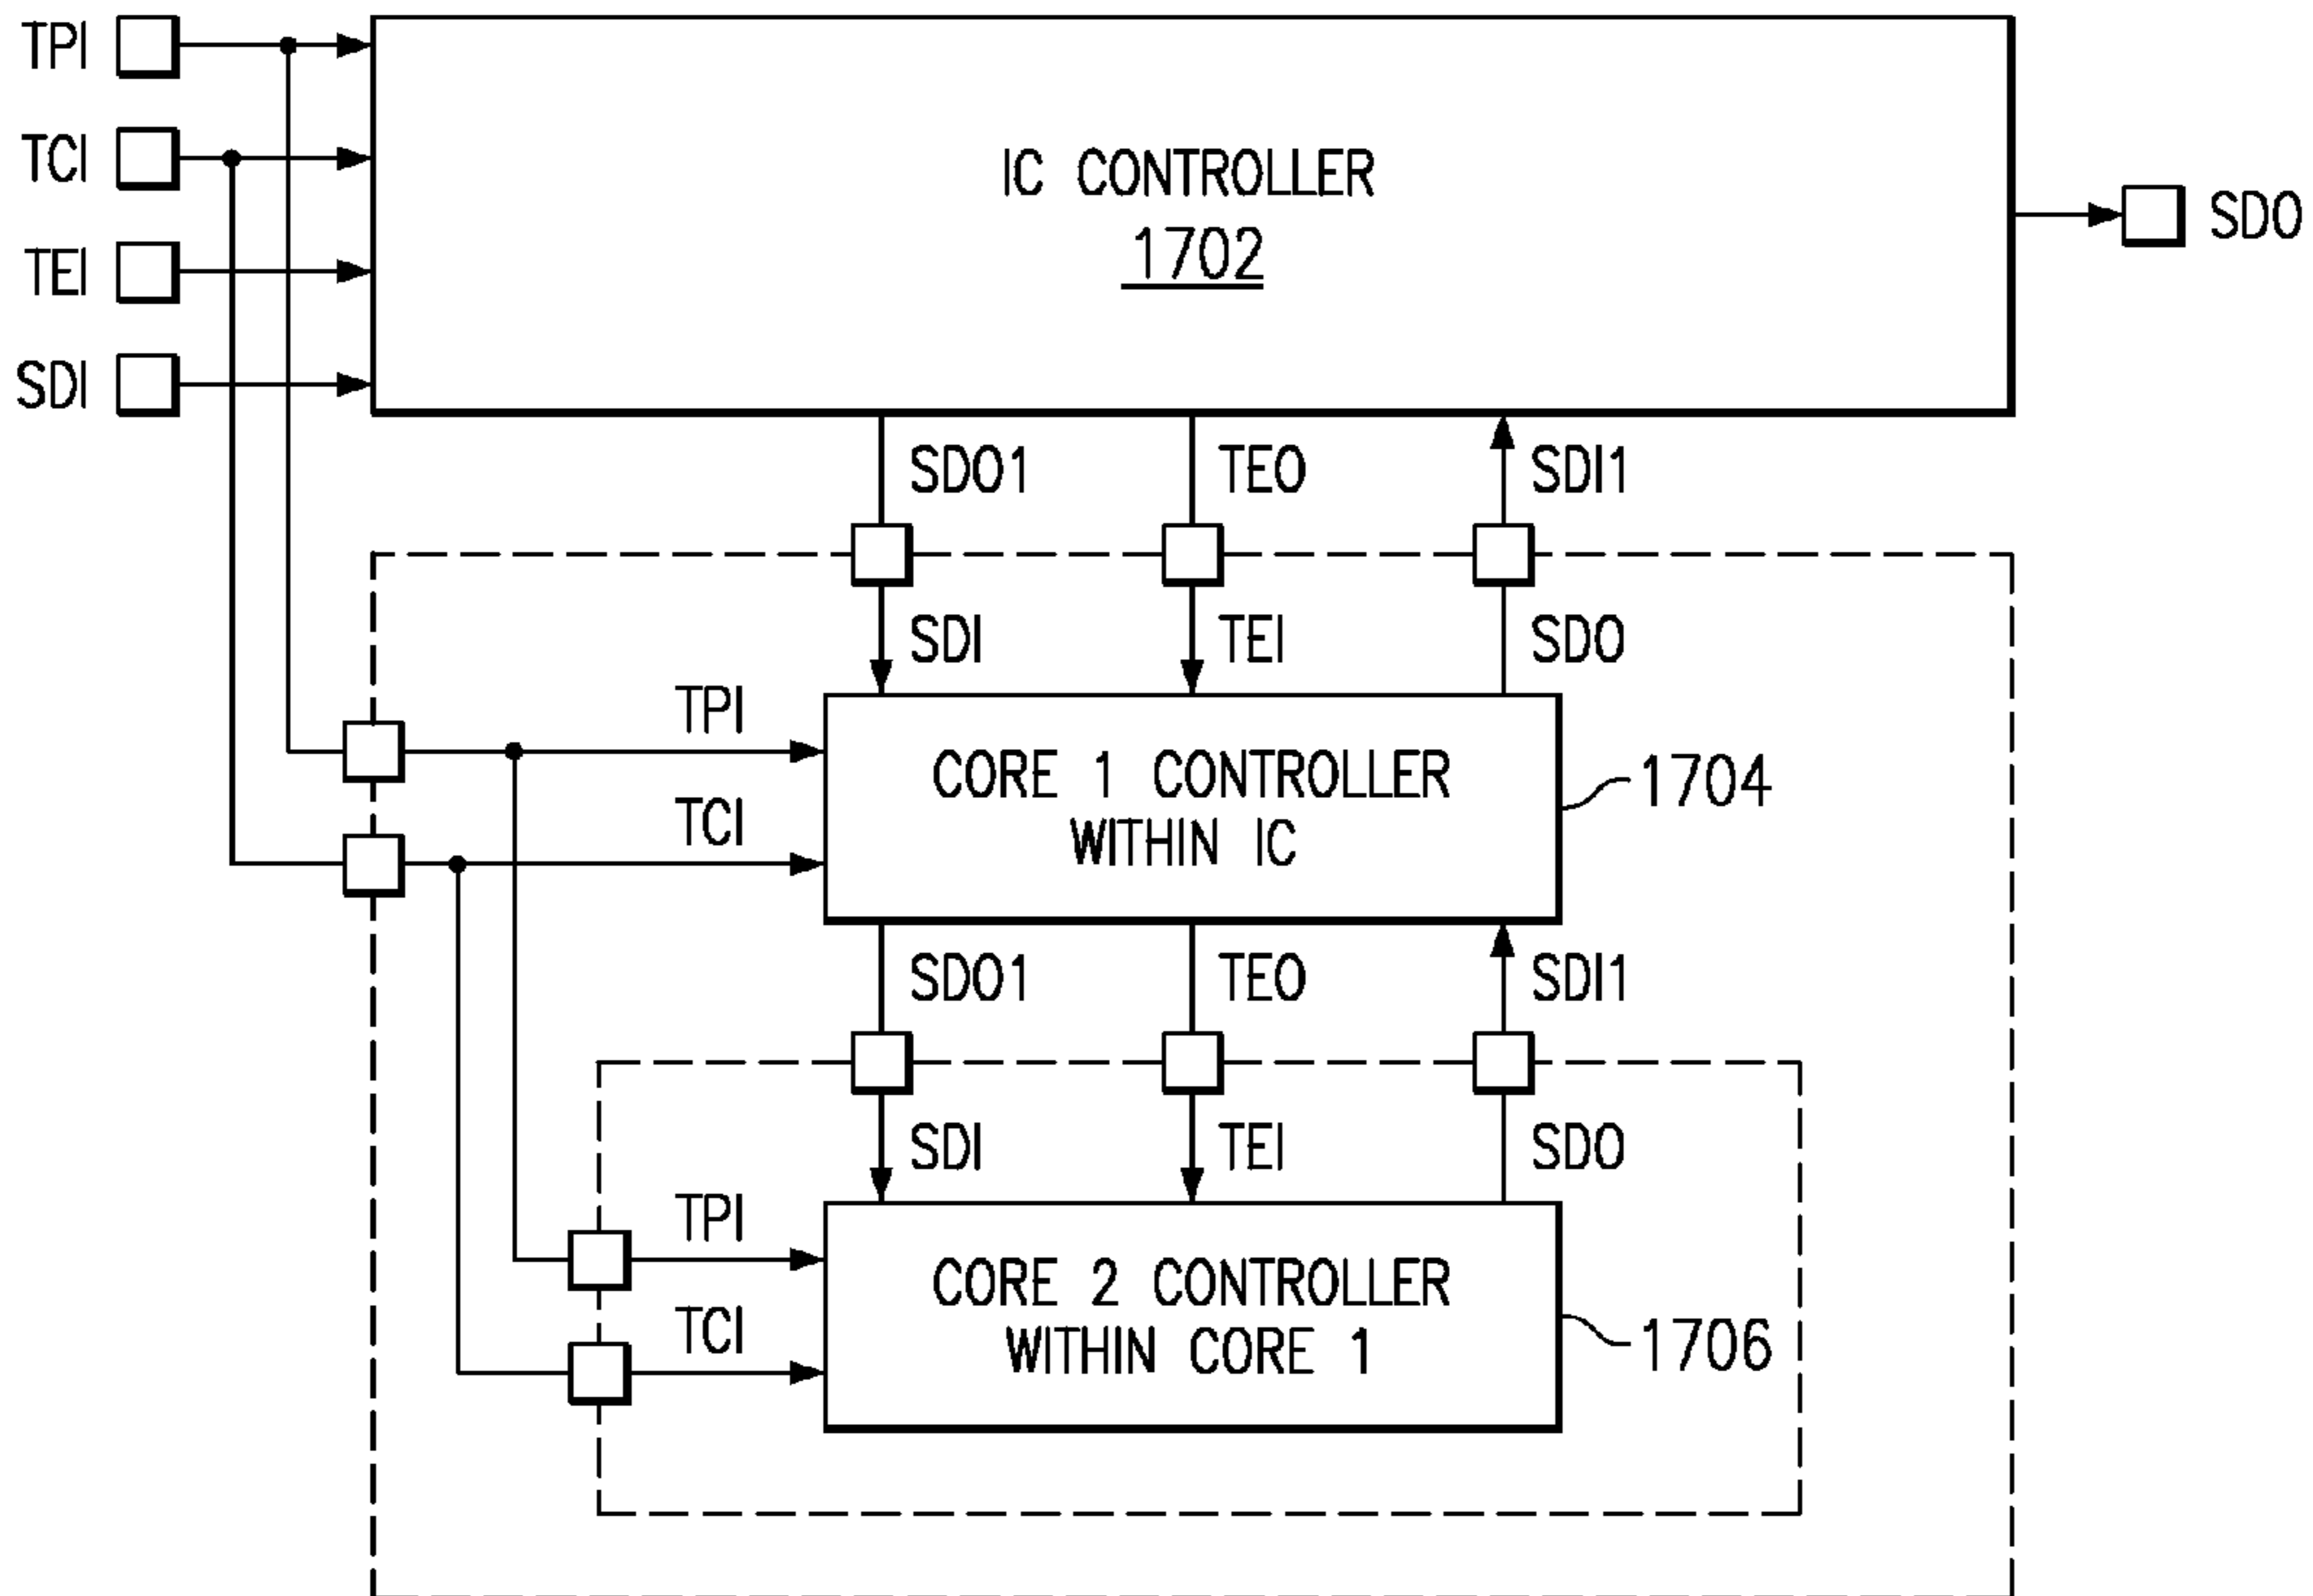 TPI
TCI
TEI
SDI
IC CONTROLLER
1702
SDO
SDO1
TEO
SDI1
SDI
TEI
SDO
TPI
TCI
CORE 1 CONTROLLER
WITHIN IC
1704
SDO1
TEO
SDI1
SDI
TEI
SDO
TPI
TCI
CORE 2 CONTROLLER
WITHIN CORE 1
1706